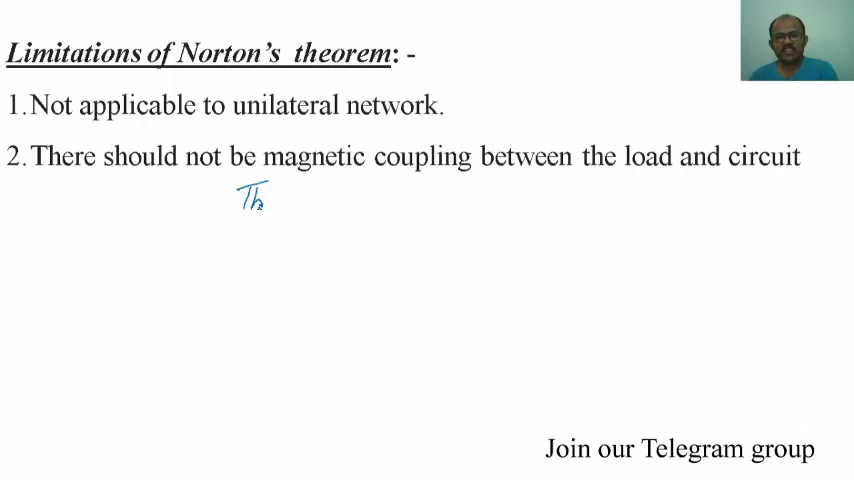 Limitations of Norton's theorem: -
1. Not applicable to unilateral network.
2. There should not be magnetic coupling between the load and circuit
Th
Join our Telegram group